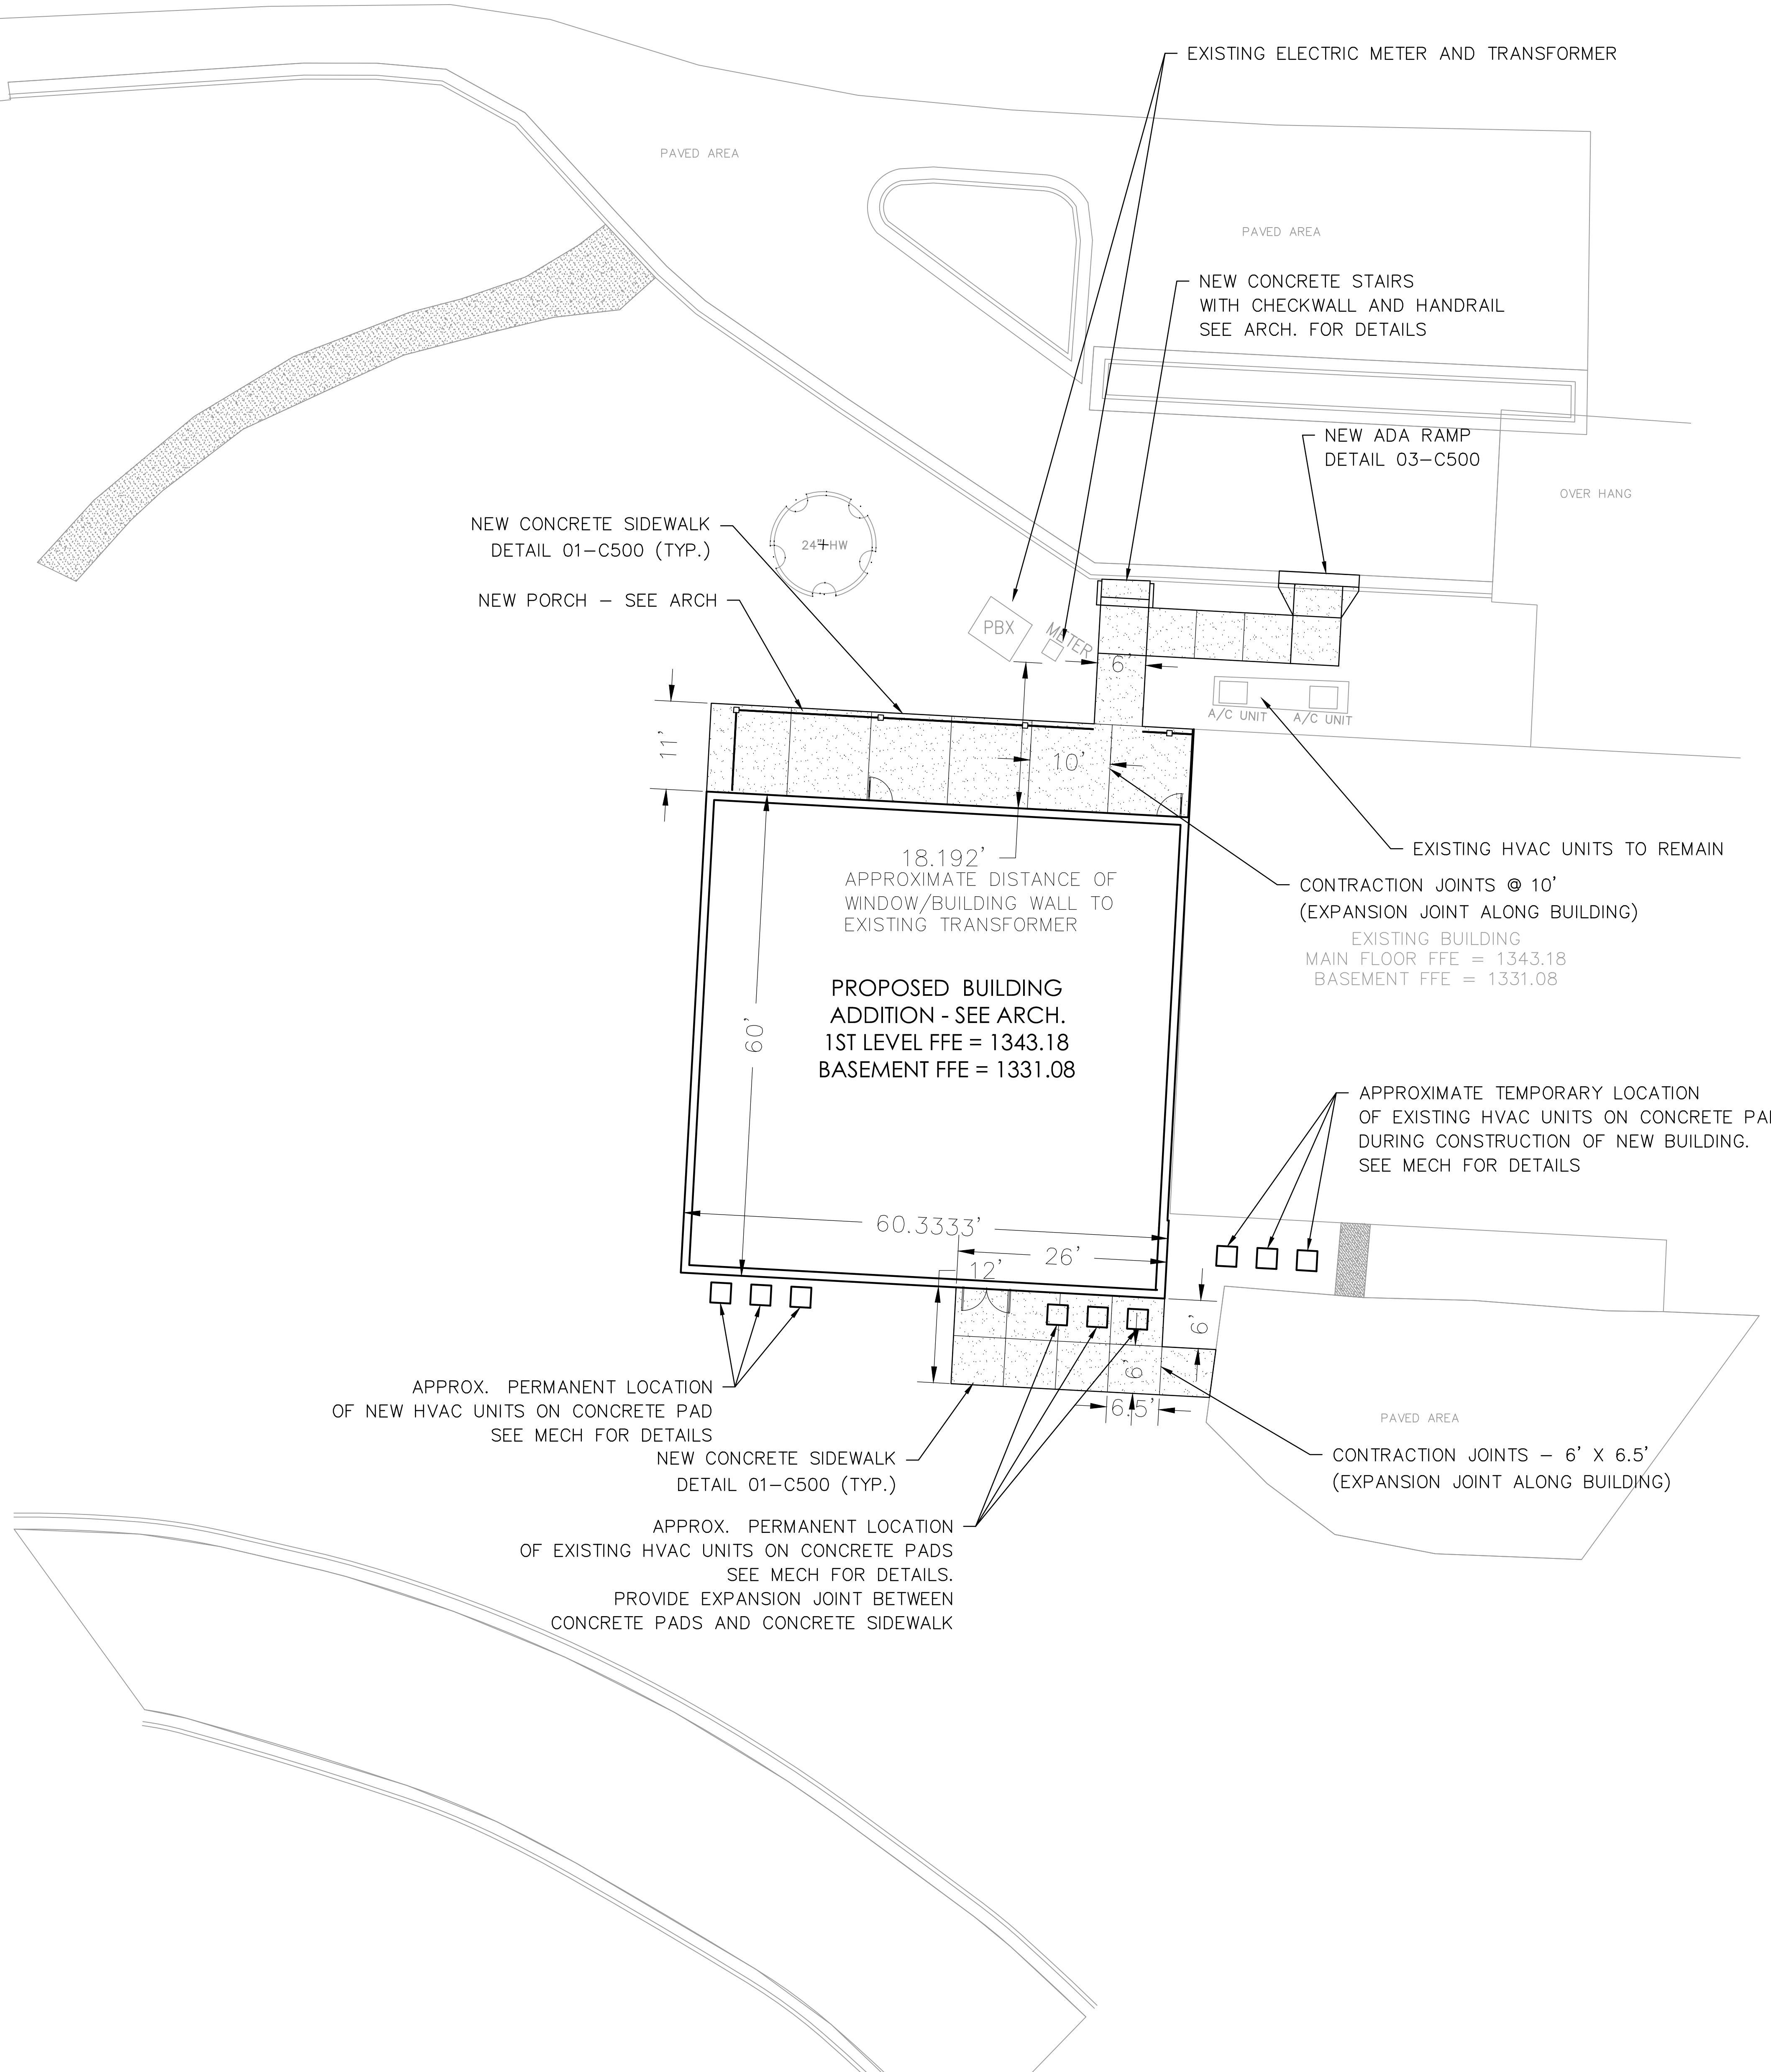 EXISTING ELECTRIC METER AND TRANSFORMER
PAVED AREA
PAVED AREA
NEW CONCRETE STAIRS
WITH CHECKWALL AND HANDRAIL
SEE ARCH. FOR DETAILS
NEW ADA RAMP
DETAIL 03-C500
OVER HANG
NEW CONCRETE SIDEWALK
DETAIL 01-C500 (TYP.)
24" HW
NEW PORCH - SEE ARCH
PBX
METER
6'
A/C UNIT
A/C UNIT
11'
10'
EXISTING HVAC UNITS TO REMAIN
18.192'
APPROXIMATE DISTANCE OF
WINDOW/BUILDING WALL TO
EXISTING TRANSFORMER
CONTRACTION JOINTS @ 10'
(EXPANSION JOINT ALONG BUILDING)
EXISTING BUILDING
MAIN FLOOR FFE = 1343.18
BASEMENT FFE = 1331.08
PROPOSED BUILDING
ADDITION - SEE ARCH.
1ST LEVEL FFE = 1343.18
BASEMENT FFE = 1331.08
60'
APPROXIMATE TEMPORARY LOCATION
OF EXISTING HVAC UNITS ON CONCRETE
DURING CONSTRUCTION OF NEW BUILDING.
SEE MECH FOR DETAILS
60.3333'
26'
12'
6'
6'
6.5'
APPROX. PERMANENT LOCATION
OF NEW HVAC UNITS ON CONCRETE PAD
SEE MECH FOR DETAILS
PAVED AREA
NEW CONCRETE SIDEWALK
DETAIL 01-C500 (TYP.)
CONTRACTION JOINTS - 6' X 6.5'
(EXPANSION JOINT ALONG BUILDING)
APPROX. PERMANENT LOCATION
OF EXISTING HVAC UNITS ON CONCRETE PADS
SEE MECH FOR DETAILS.
PROVIDE EXPANSION JOINT BETWEEN
CONCRETE PADS AND CONCRETE SIDEWALK